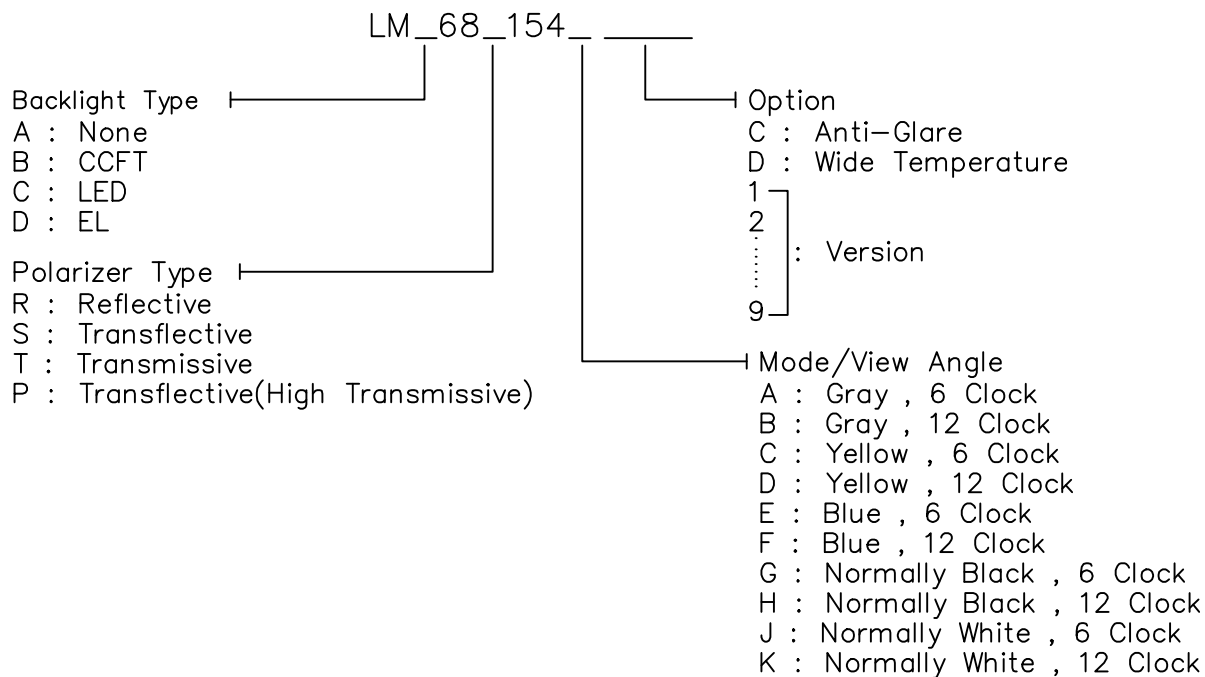 LM_68_154_ _____
Backlight Type
A : None
B : CCFT
C : LED
D : EL
Polarizer Type
R : Reflective
S : Transflective
T : Transmissive
P : Transflective(High Transmissive)
Option
C : Anti-Glare
D : Wide Temperature
1
2
: Version
9
Mode/View Angle
A : Gray , 6 Clock
B : Gray , 12 Clock
C : Yellow , 6 Clock
D : Yellow , 12 Clock
E : Blue , 6 Clock
F : Blue , 12 Clock
G : Normally Black , 6 Clock
H : Normally Black , 12 Clock
J : Normally White , 6 Clock
K : Normally White , 12 Clock